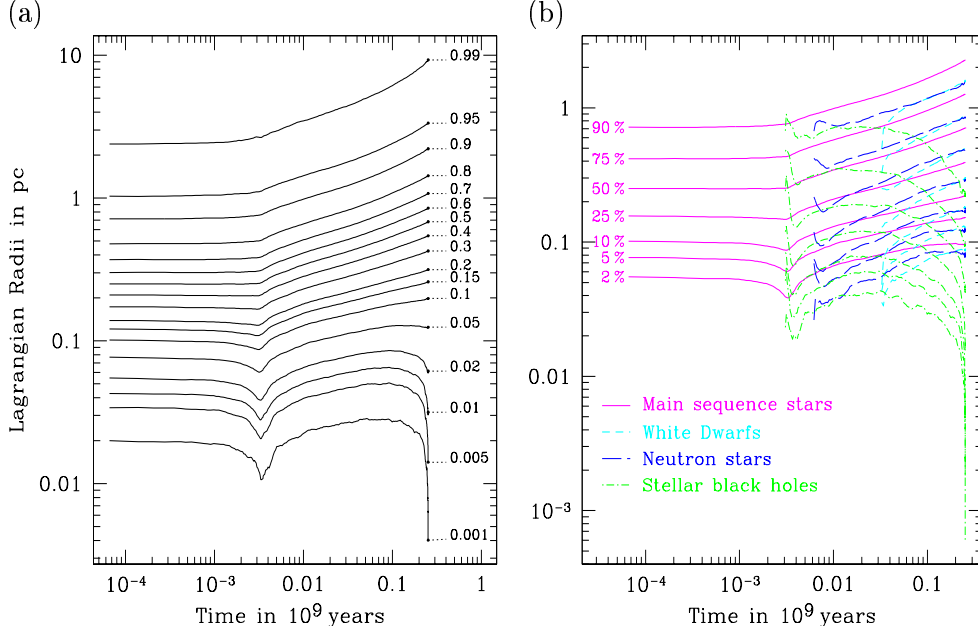 (a)
Lagrangian Radii in pc
10
1
0.1
0.01
0.99
0.95
0.9
0.8
0.7
0.6
0.5
0.4
0.3
0.2
0.15
0.1
0.05
0.02
0.01
0.005
0.001
10⁻⁴ 10⁻³ 0.01 0.1 1
Time in 10⁹ years
(b)
1
0.1
0.01
10⁻³
90 %
75 %
50 %
25 %
10 %
5 %
2 %
Main sequence stars
White Dwarfs
Neutron stars
Stellar black holes
10⁻⁴ 10⁻³ 0.01 0.1
Time in 10⁹ years